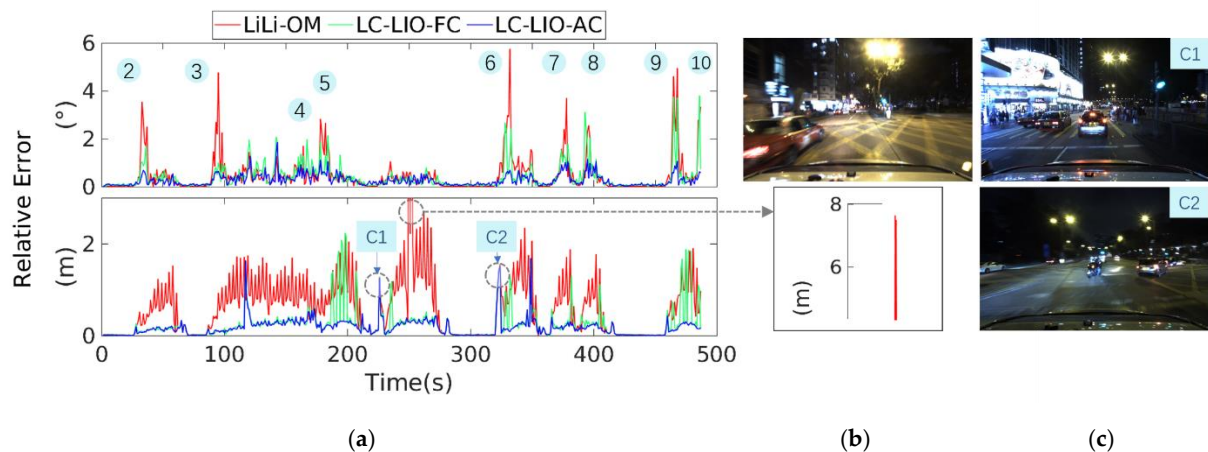 LiLi-OM LC-LIO-FC LC-LIO-AC
Relative Error
(°)
6
4
2
0
2 3 4 5 6 7 8 9 10
(m)
2
0
C1 C2
0 100 200 300 400 500
Time(s)
(m)
8
6
C1
C2
(a) (b) (c)